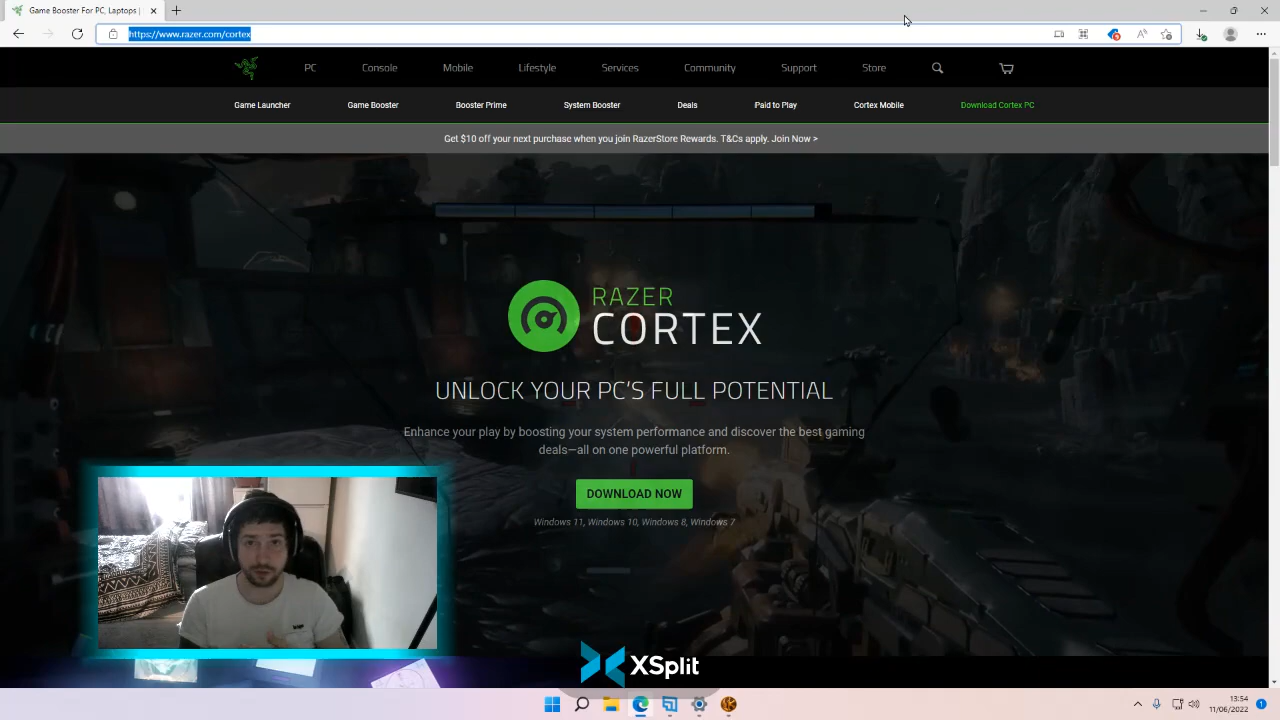 Game Booster For PC, Laptops |
https://www.razer.com/cortex
PC Console Mobile Lifestyle Services Community Support Store
Game Launcher Game Booster Booster Prime System Booster Deals Paid to Play Cortex Mobile Download Cortex PC
Get $10 off your next purchase when you join RazerStore Rewards. T&Cs apply. Join Now >
RAZER
CORTEX
UNLOCK YOUR PC'S FULL POTENTIAL
Enhance your play by boosting your system performance and discover the best gaming
deals—all on one powerful platform.
DOWNLOAD NOW
Windows 11, Windows 10, Windows 8, Windows 7
XSplit
13:54
11/06/2022